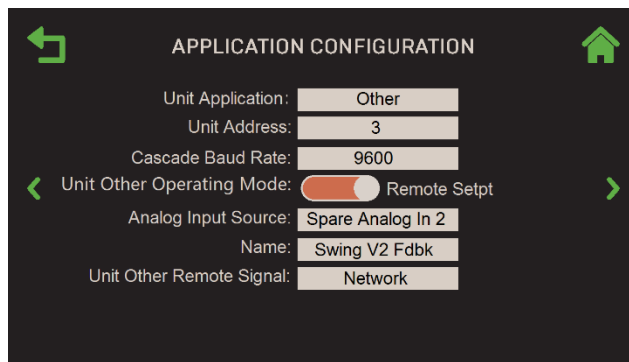 APPLICATION CONFIGURATION
Unit Application: Other
Unit Address: 3
Cascade Baud Rate: 9600
Unit Other Operating Mode: Remote Setpt
Analog Input Source: Spare Analog In 2
Name: Swing V2 Fdbk
Unit Other Remote Signal: Network